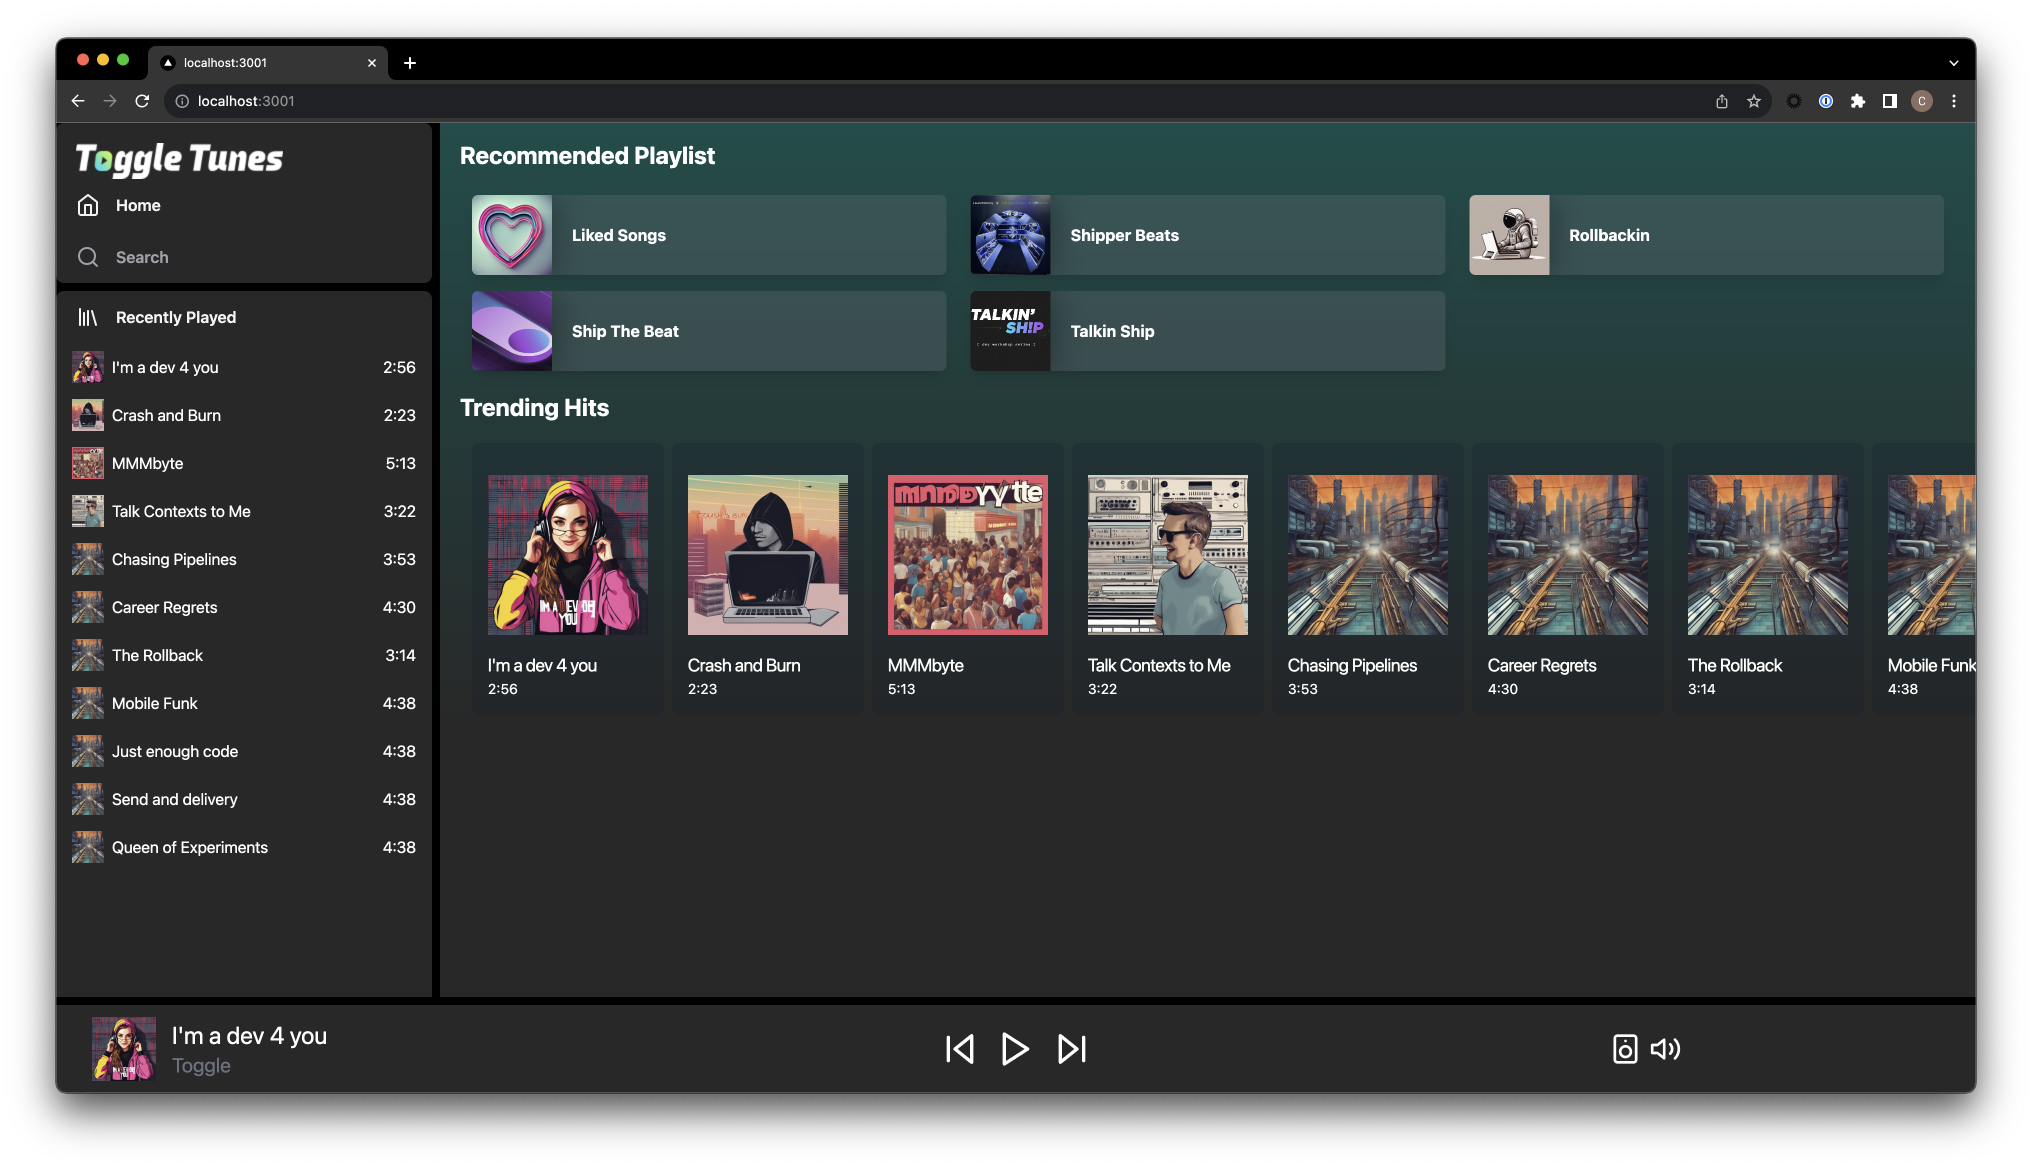 localhost:3001
localhost:3001
C
Toggle Tunes
Home
Search
Recently Played
I'm a dev 4 you 2:56
Crash and Burn 2:23
MMMbyte 5:13
Talk Contexts to Me 3:22
Chasing Pipelines 3:53
Career Regrets 4:30
The Rollback 3:14
Mobile Funk 4:38
Just enough code 4:38
Send and delivery 4:38
Queen of Experiments 4:38
Recommended Playlist
Liked Songs
Shipper Beats
Rollbackin
Ship The Beat
TALKIN'
SH!P
Talkin Ship
Trending Hits
I'm a dev 4 you
2:56
Crash and Burn
2:23
MMMbyte
5:13
Talk Contexts to Me
3:22
Chasing Pipelines
3:53
Career Regrets
4:30
The Rollback
3:14
Mobile Funk
4:38
I'm a dev 4 you
Toggle